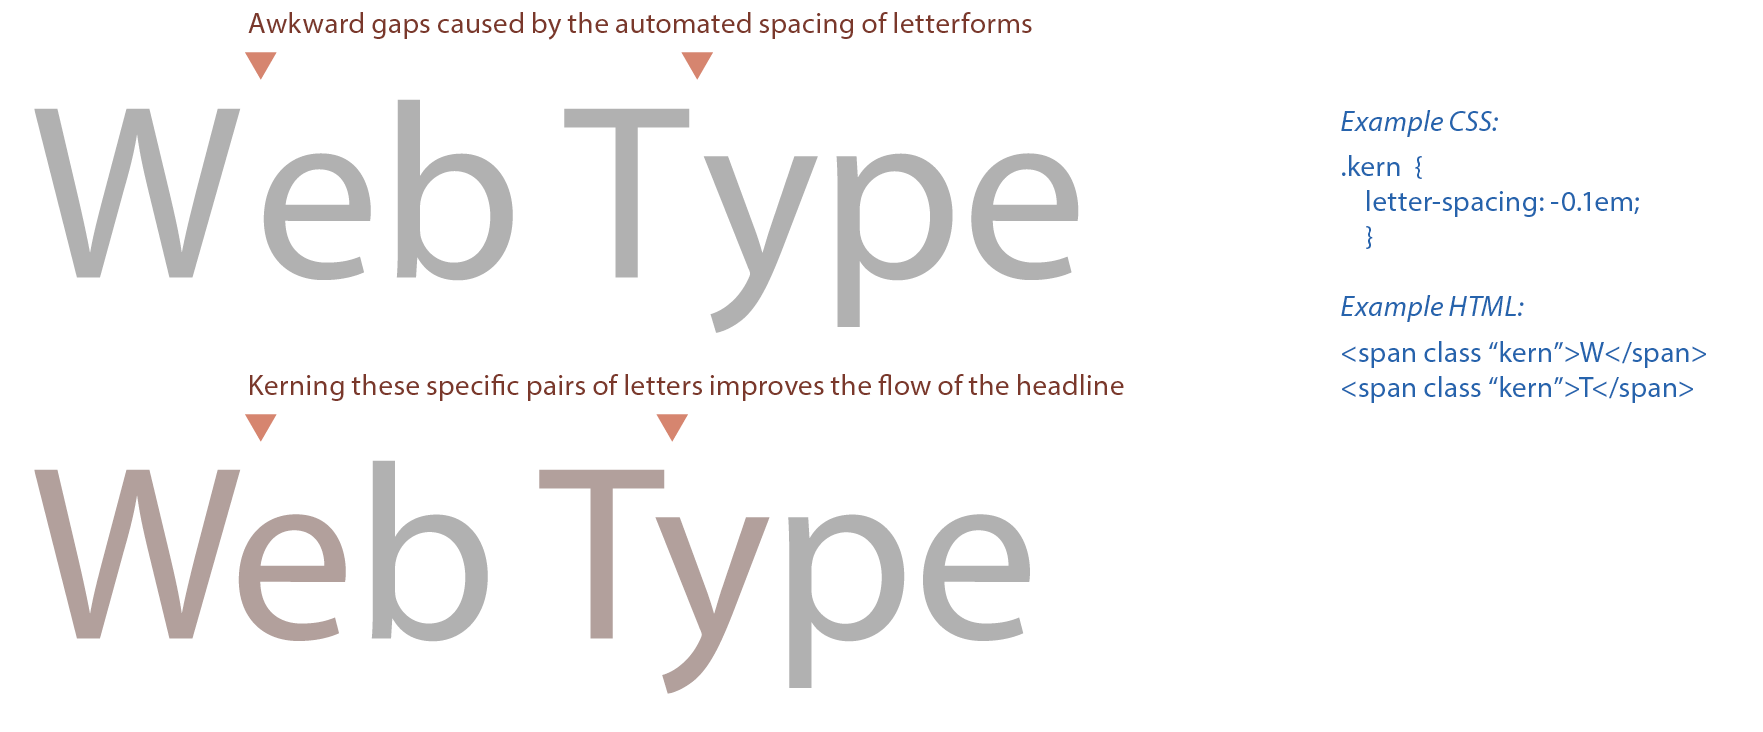 Awkward gaps caused by the automated spacing of letterforms
Web Type
Kerning these specific pairs of letters improves the flow of the headline
Web Type
Example CSS:
.kern {
letter-spacing: -0.1em;
}
Example HTML:
<span class “kern”>W</span>
<span class “kern”>T</span>